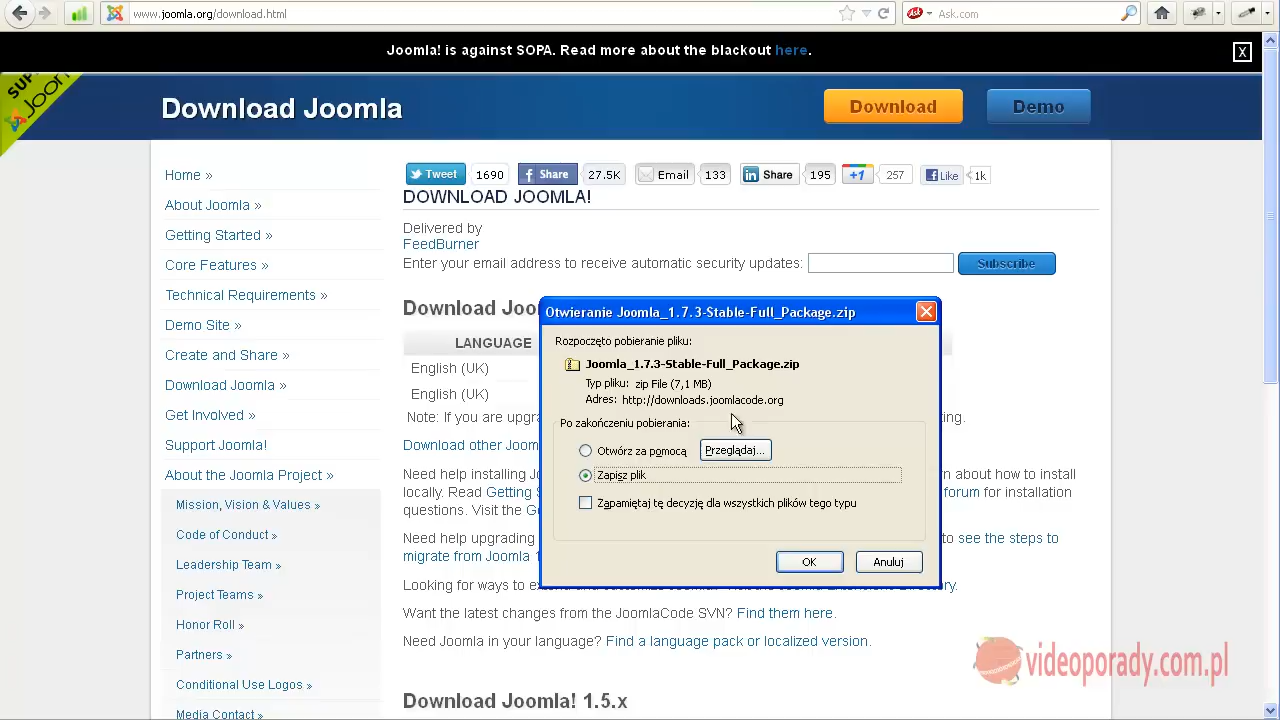 www.joomla.org/download.html
Ask.com
Joomla! is against SOPA. Read more about the blackout here.
X
SUP
Joom
Download Joomla
Download
Demo
Home »
About Joomla »
Getting Started »
Core Features »
Technical Requirements »
Demo Site »
Create and Share »
Download Joomla »
Get Involved »
Support Joomla!
About the Joomla Project »
Mission, Vision & Values »
Code of Conduct »
Leadership Team »
Project Teams »
Honor Roll »
Partners »
Conditional Use Logos »
Media Contact »
Tweet 1690 Share 27.5K Email 133 Share 195 +1 257 Like 1k
DOWNLOAD JOOMLA!
Delivered by
FeedBurner
Enter your email address to receive automatic security updates:
Subscribe
Download Joo
LANGUAGE
English (UK)
English (UK)
Note: If you are upgra
ing.
Download other Joom
Need help installing Jo
n about how to install
locally. Read Getting S
forum for installation
questions. Visit the Ge
Need help upgrading
to see the steps to
migrate from Joomla 1
Looking for ways to ex
Directory.
Want the latest changes from the JoomlaCode SVN? Find them here.
Need Joomla in your language? Find a language pack or localized version.
Download Joomla! 1.5.x
Otwieranie Joomla_1.7.3-Stable-Full_Package.zip
Rozpoczęto pobieranie pliku:
Joomla_1.7.3-Stable-Full_Package.zip
Typ pliku: zip File (7,1 MB)
Adres: http://downloads.joomlacode.org
Po zakończeniu pobierania:
Otwórz za pomocą Przeglądaj...
Zapisz plik
Zapamiętaj tę decyzję dla wszystkich plików tego typu
OK
Anuluj
videoporady.com.pl